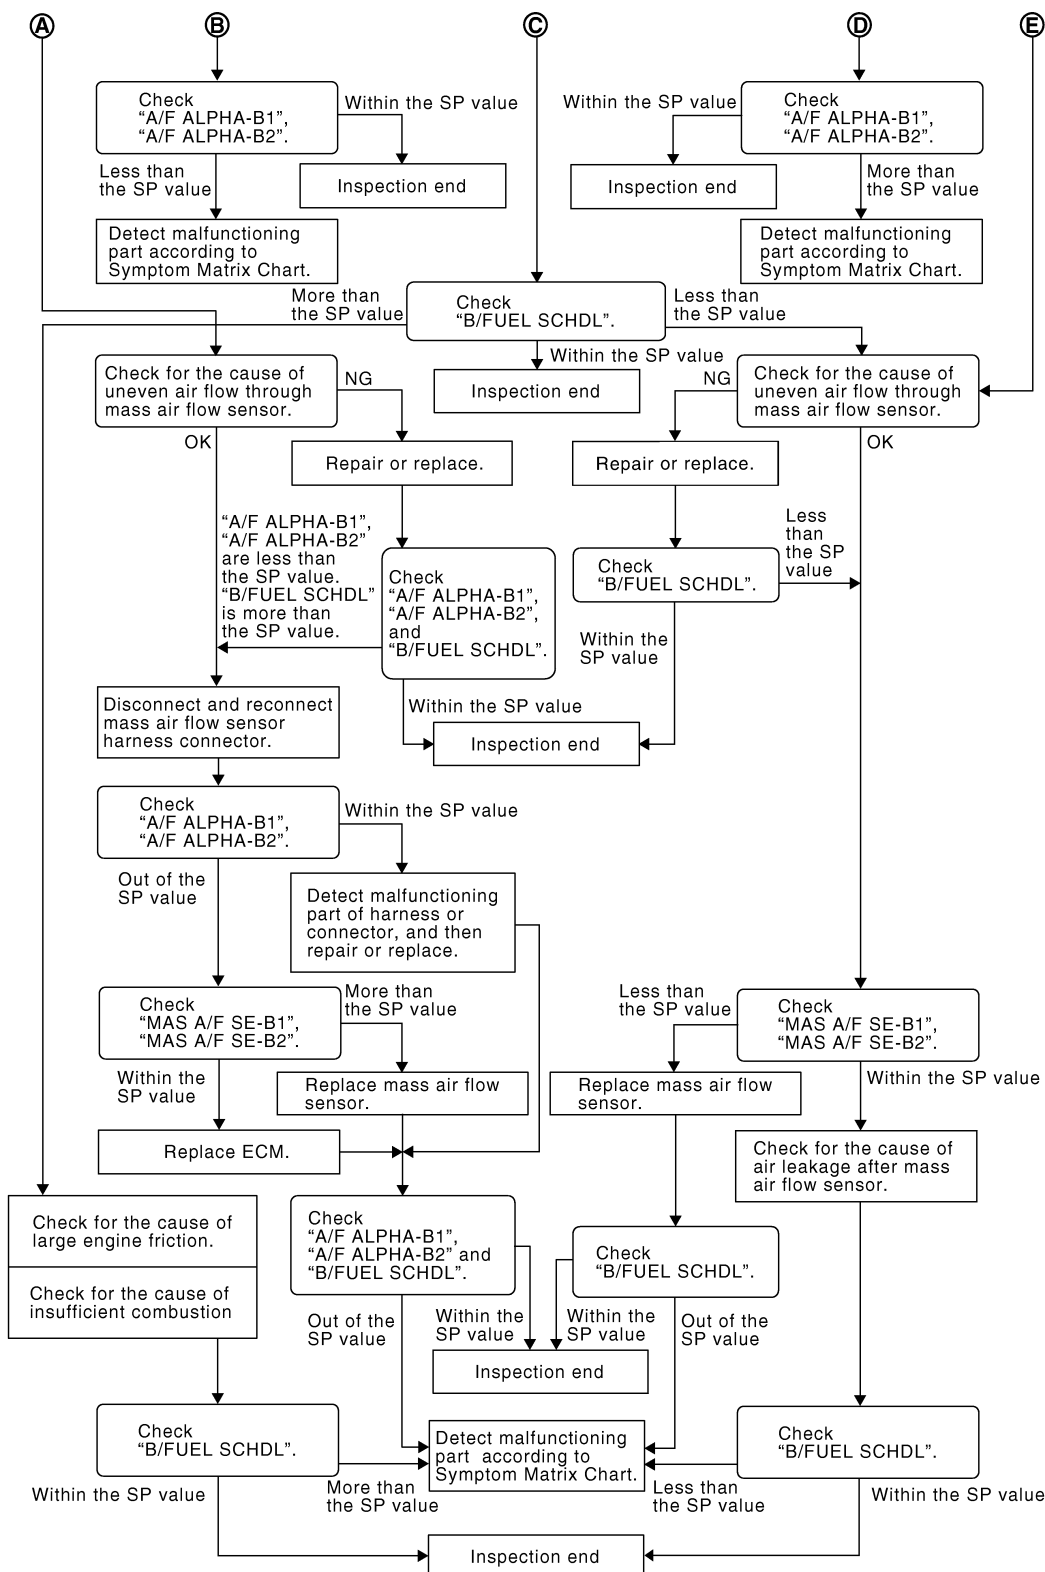 A
B
C
D
E
Check
“A/F ALPHA-B1”,
“A/F ALPHA-B2”.
Within the SP value
Within the SP value
Check
“A/F ALPHA-B1”,
“A/F ALPHA-B2”.
Less than
the SP value
Inspection end
Inspection end
More than
the SP value
Detect malfunctioning
part according to
Symptom Matrix Chart.
Detect malfunctioning
part according to
Symptom Matrix Chart.
More than
the SP value
Check
“B/FUEL SCHDL”.
Less than
the SP value
Within the SP value
Check for the cause of
uneven air flow through
mass air flow sensor.
NG
Inspection end
NG
Check for the cause of
uneven air flow through
mass air flow sensor.
OK
OK
Repair or replace.
Repair or replace.
“A/F ALPHA-B1”,
“A/F ALPHA-B2”
are less than
the SP value.
“B/FUEL SCHDL”
is more than
the SP value.
Check
“A/F ALPHA-B1”,
“A/F ALPHA-B2”,
and
“B/FUEL SCHDL”.
Check
“B/FUEL SCHDL”.
Less
than
the SP
value
Within the
SP value
Within the SP value
Inspection end
Disconnect and reconnect
mass air flow sensor
harness connector.
Check
“A/F ALPHA-B1”,
“A/F ALPHA-B2”.
Within the SP value
Out of the
SP value
Detect malfunctioning
part of harness or
connector, and then
repair or replace.
Check
“MAS A/F SE-B1”,
“MAS A/F SE-B2”.
More than
the SP value
Less than
the SP value
Check
“MAS A/F SE-B1”,
“MAS A/F SE-B2”.
Within the
SP value
Replace mass air flow
sensor.
Replace mass air flow
sensor.
Within the SP value
Replace ECM.
Check for the cause of
air leakage after mass
air flow sensor.
Check for the cause of
large engine friction.
Check for the cause of
insufficient combustion
Check
“A/F ALPHA-B1”,
“A/F ALPHA-B2” and
“B/FUEL SCHDL”.
Check
“B/FUEL SCHDL”.
Out of the
SP value
Within the
SP value
Within the
SP value
Out of the
SP value
Inspection end
Check
“B/FUEL SCHDL”.
Detect malfunctioning
part according to
Symptom Matrix Chart.
Check
“B/FUEL SCHDL”.
Within the SP value
More than
the SP value
Less than
the SP value
Within the SP value
Inspection end